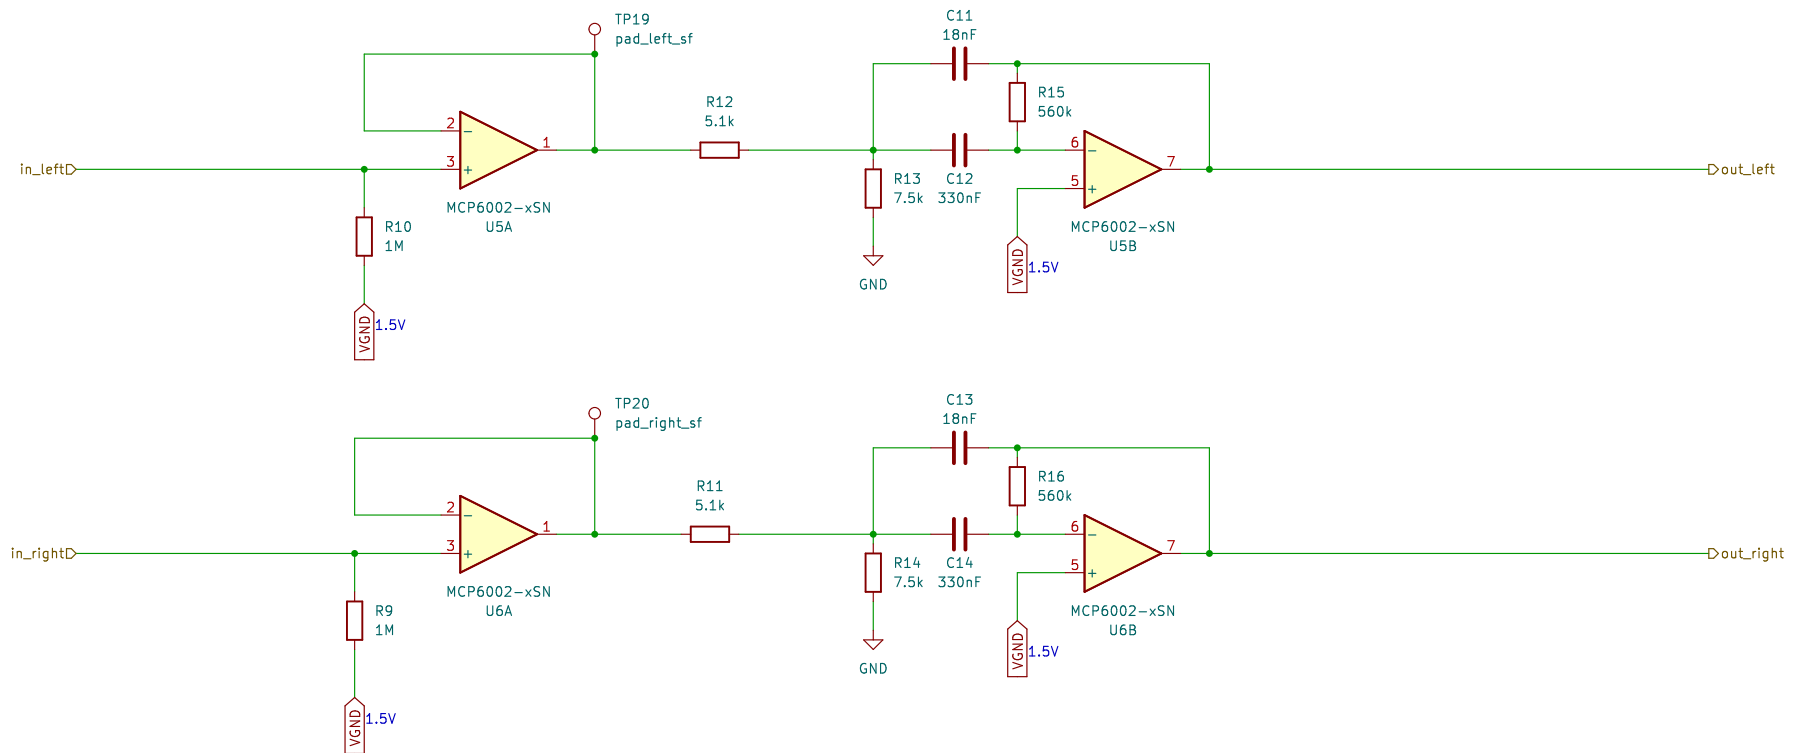 C11
18nF
TP19
pad_left_sf
R12
5.1k
R15
560k
2
1
3
6
7
5
in_left
R13
7.5k
C12
330nF
out_left
MCP6002-xSN
U5A
R10
1M
MCP6002-xSN
U5B
VGND
1.5V
GND
VGND
1.5V
C13
18nF
TP20
pad_right_sf
R11
5.1k
R16
560k
2
1
3
6
7
5
in_right
R14
7.5k
C14
330nF
out_right
MCP6002-xSN
U6A
R9
1M
MCP6002-xSN
U6B
VGND
1.5V
GND
VGND
1.5V